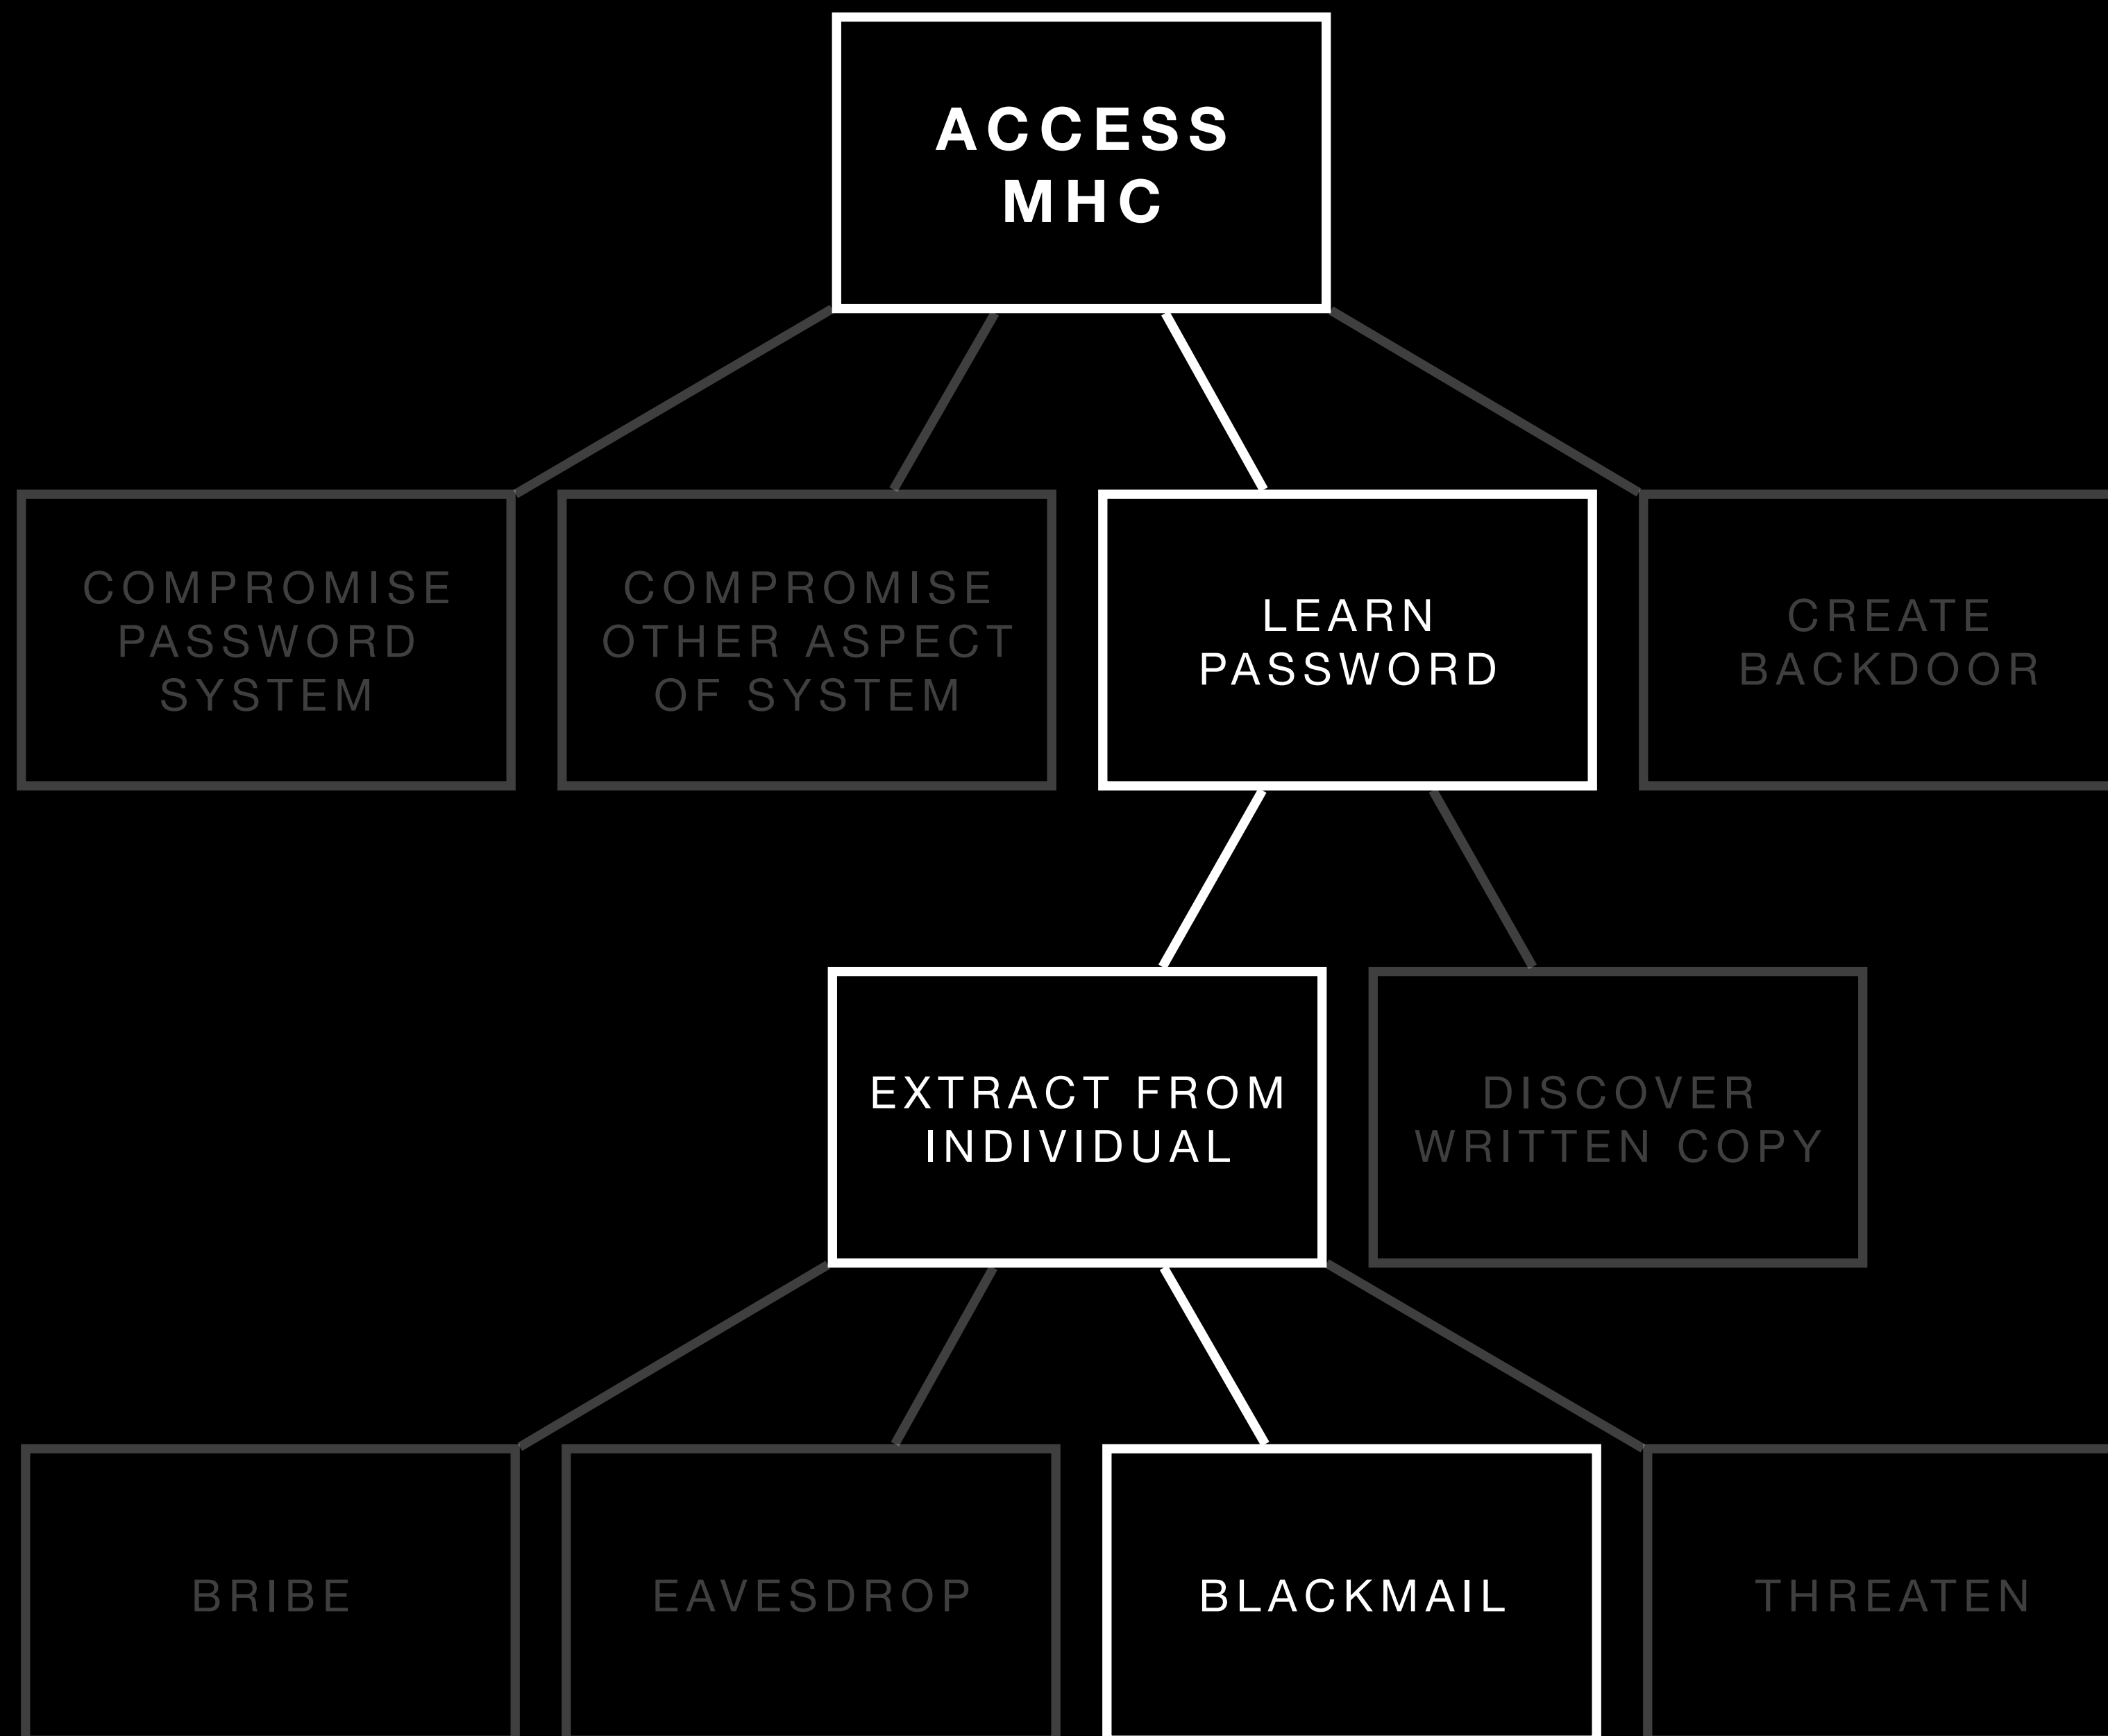 ACCESS
MHC
COMPROMISE
PASSWORD
SYSTEM
COMPROMISE
OTHER ASPECT
OF SYSTEM
LEARN
PASSWORD
CREATE
BACKDOOR
EXTRACT FROM
INDIVIDUAL
DISCOVER
WRITTEN COPY
BRIBE
EAVESDROP
BLACKMAIL
THREATEN